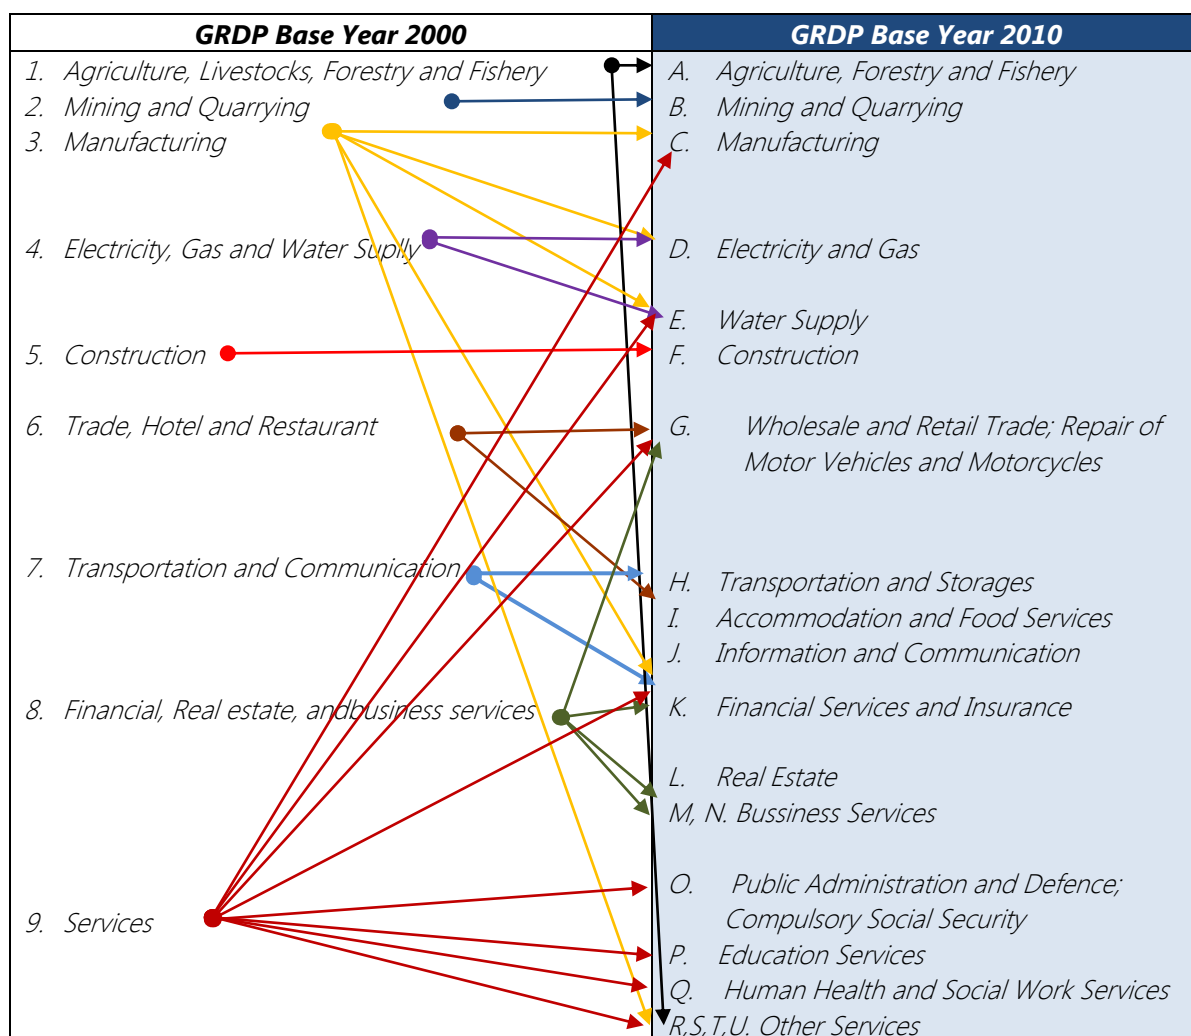 GRDP Base Year 2000
GRDP Base Year 2010
1. Agriculture, Livestocks, Forestry and Fishery
2. Mining and Quarrying
3. Manufacturing
4. Electricity, Gas and Water Suplly
5. Construction
6. Trade, Hotel and Restaurant
7. Transportation and Communication
8. Financial, Real estate, andbusiness services
9. Services
A. Agriculture, Forestry and Fishery
B. Mining and Quarrying
C. Manufacturing
D. Electricity and Gas
E. Water Supply
F. Construction
G. Wholesale and Retail Trade; Repair of
Motor Vehicles and Motorcycles
H. Transportation and Storages
I. Accommodation and Food Services
J. Information and Communication
K. Financial Services and Insurance
L. Real Estate
M, N. Bussiness Services
O. Public Administration and Defence;
Compulsory Social Security
P. Education Services
Q. Human Health and Social Work Services
R,S,T,U. Other Services